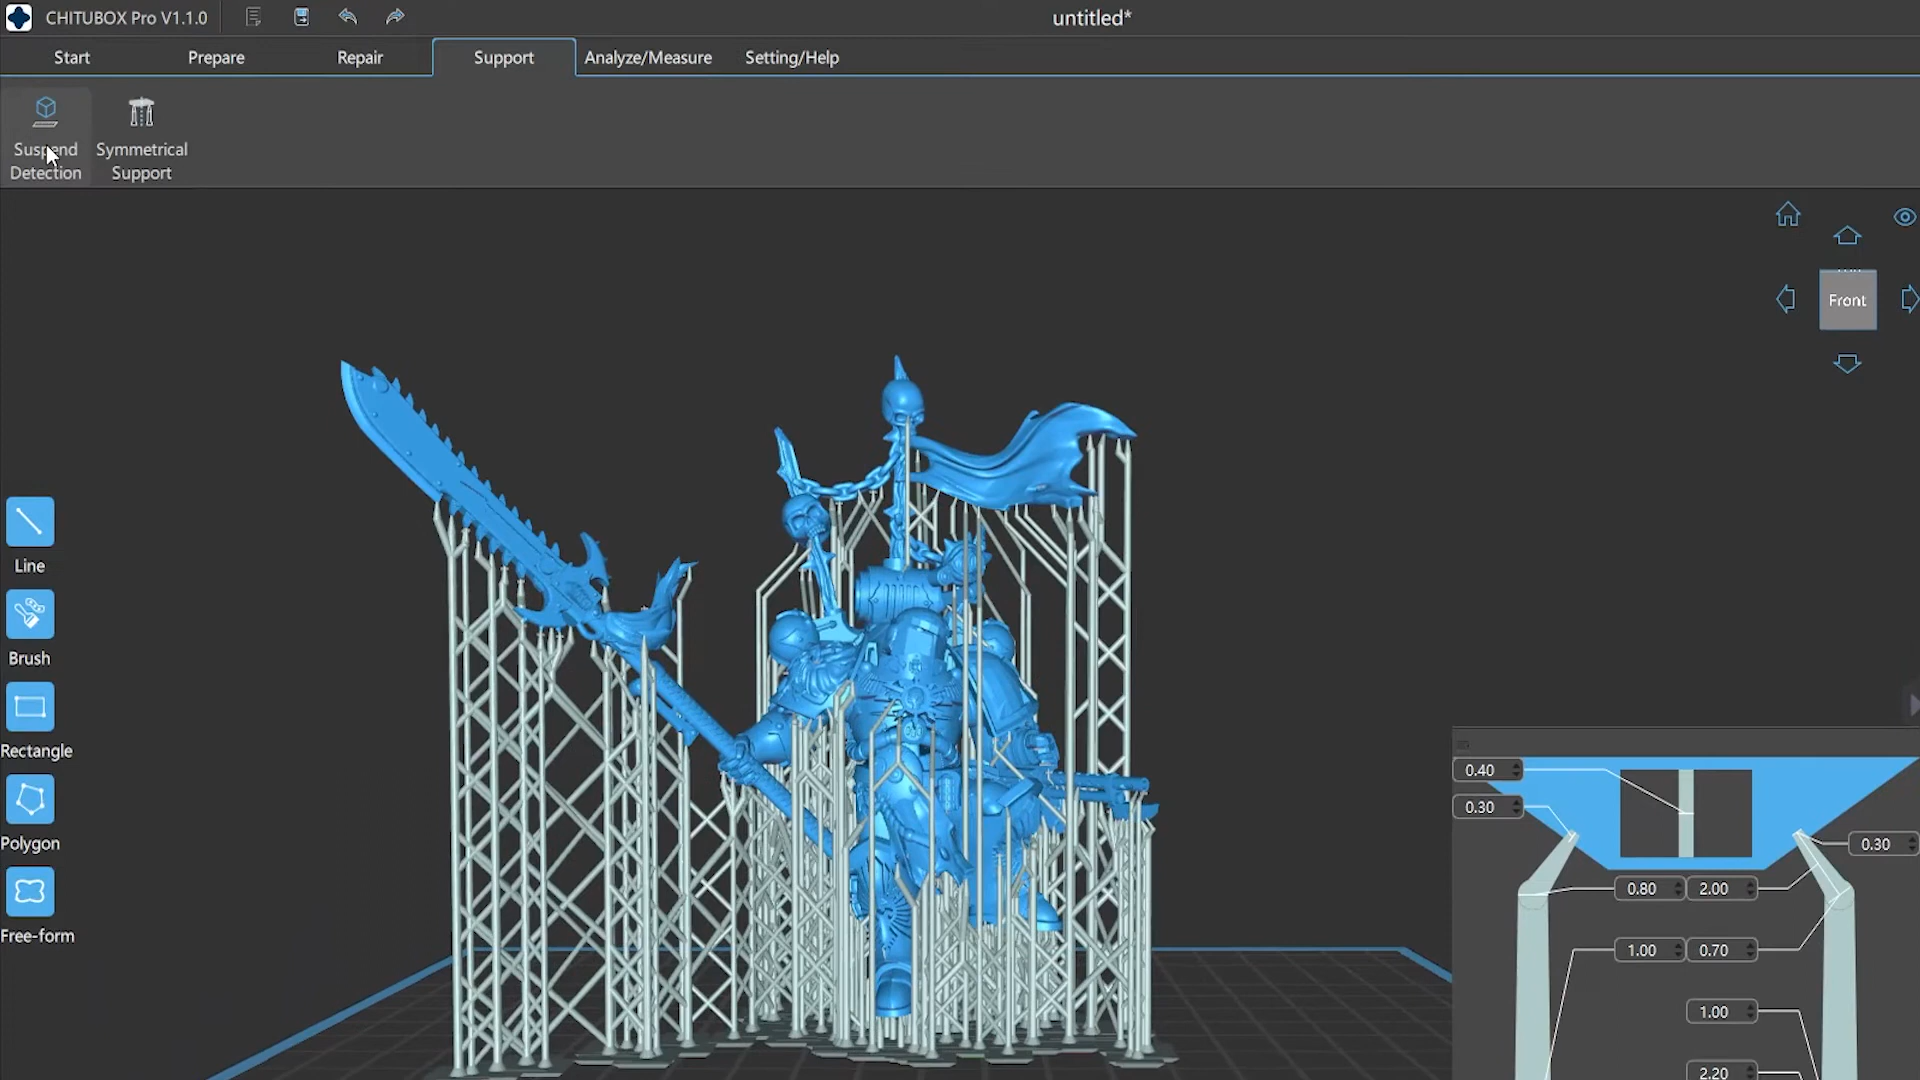 CHITUBOX Pro V1.1.0
untitled*
Start
Prepare
Repair
Support
Analyze/Measure
Setting/Help
Suspend
Detection
Symmetrical
Support
Front
Line
Brush
Rectangle
Polygon
Free-form
0.40
0.30
0.30
0.80
2.00
1.00
0.70
1.00
2.20